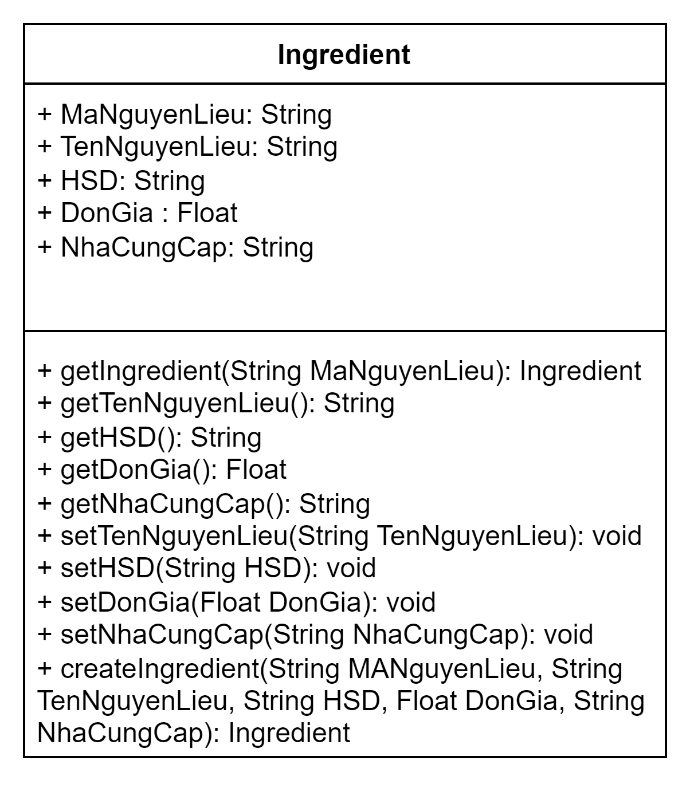 Ingredient
+ MaNguyenLieu: String
+ TenNguyenLieu: String
+ HSD: String
+ DonGia : Float
+ NhaCungCap: String
+ getIngredient(String MaNguyenLieu): Ingredient
+ getTenNguyenLieu(): String
+ getHSD(): String
+ getDonGia(): Float
+ getNhaCungCap(): String
+ setTenNguyenLieu(String TenNguyenLieu): void
+ setHSD(String HSD): void
+ setDonGia(Float DonGia): void
+ setNhaCungCap(String NhaCungCap): void
+ createIngredient(String MANguyenLieu, String
TenNguyenLieu, String HSD, Float DonGia, String
NhaCungCap): Ingredient